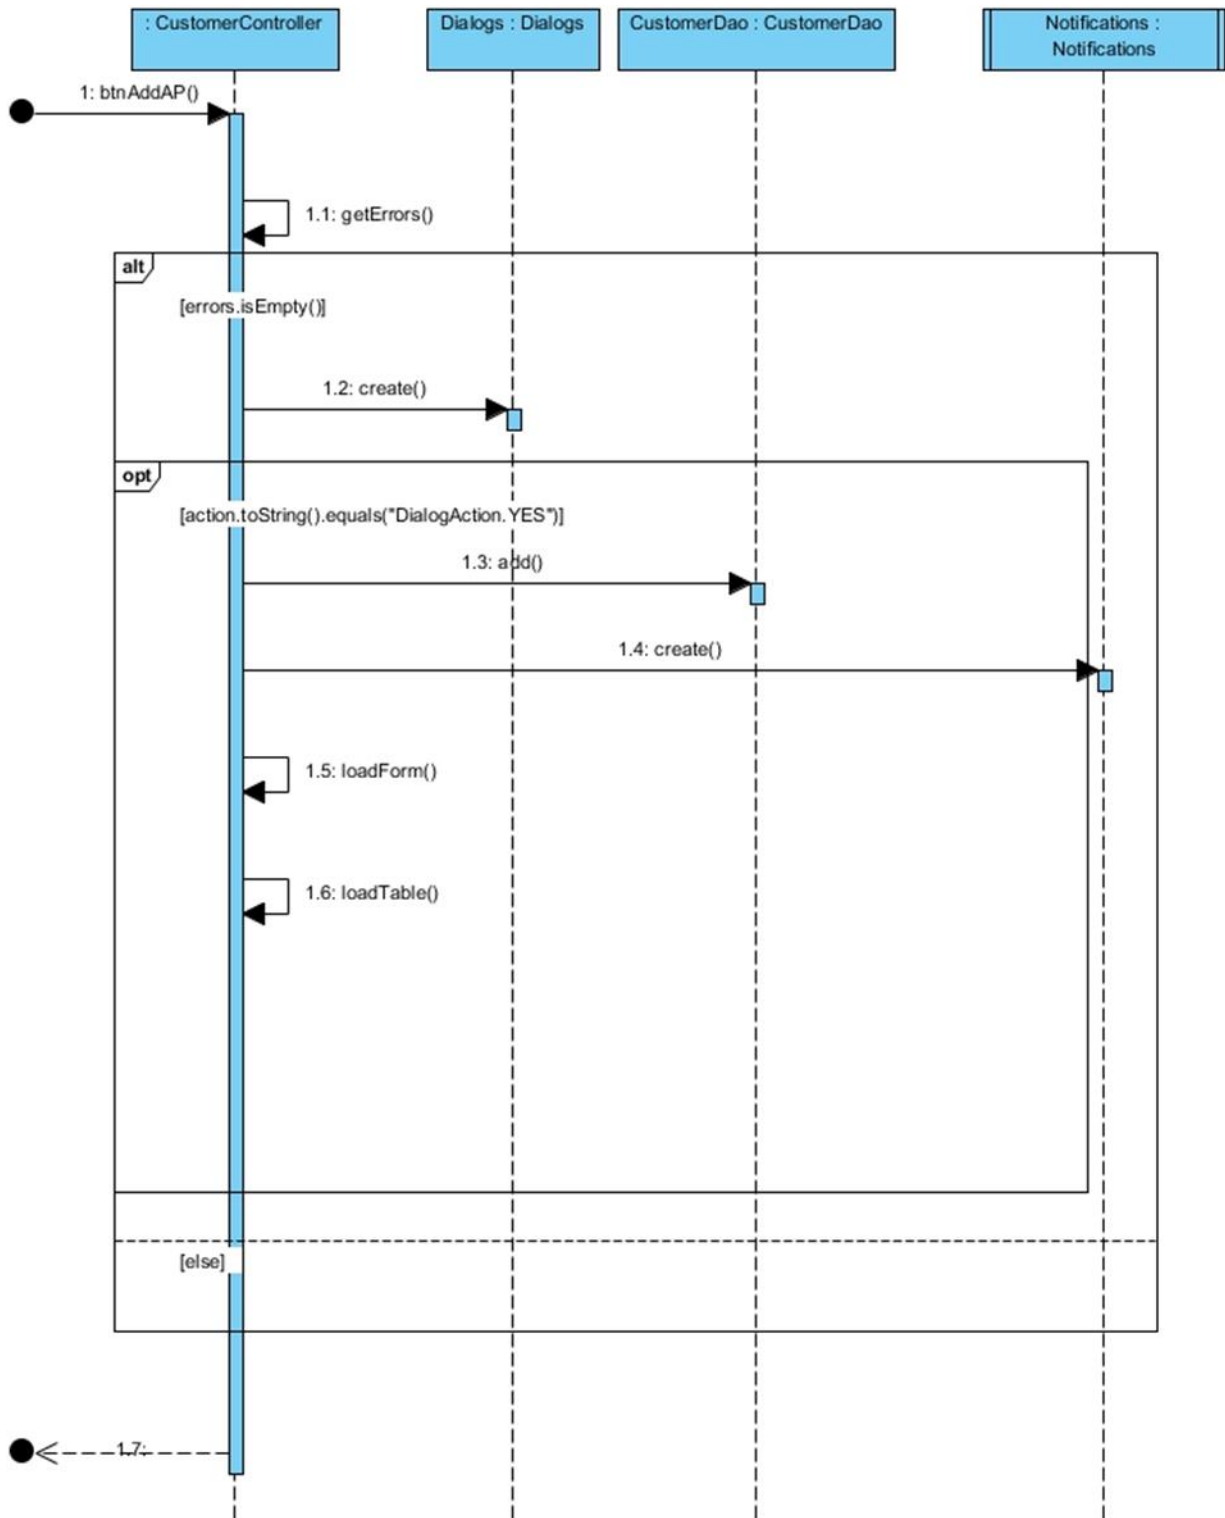 : CustomerController
Dialogs : Dialogs
CustomerDao : CustomerDao
Notifications :
Notifications
1: btnAddAP()
1.1: getErrors()
alt
[errors.isEmpty()]
1.2: create()
opt
[action.toString().equals("DialogAction.YES")]
1.3: add()
1.4: create()
1.5: loadForm()
1.6: loadTable()
[else]
1.7: